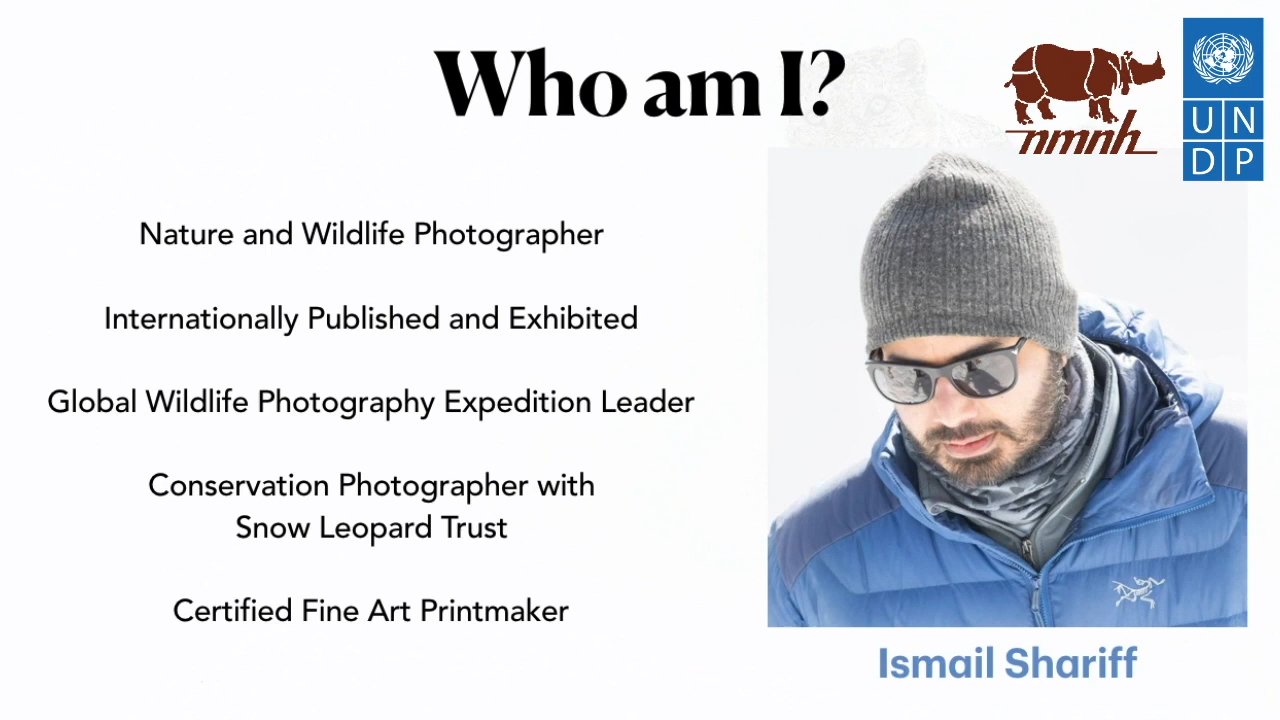 Who am I?
nmnh
U N
D P
Nature and Wildlife Photographer
Internationally Published and Exhibited
Global Wildlife Photography Expedition Leader
Conservation Photographer with
Snow Leopard Trust
Certified Fine Art Printmaker
Ismail Shariff